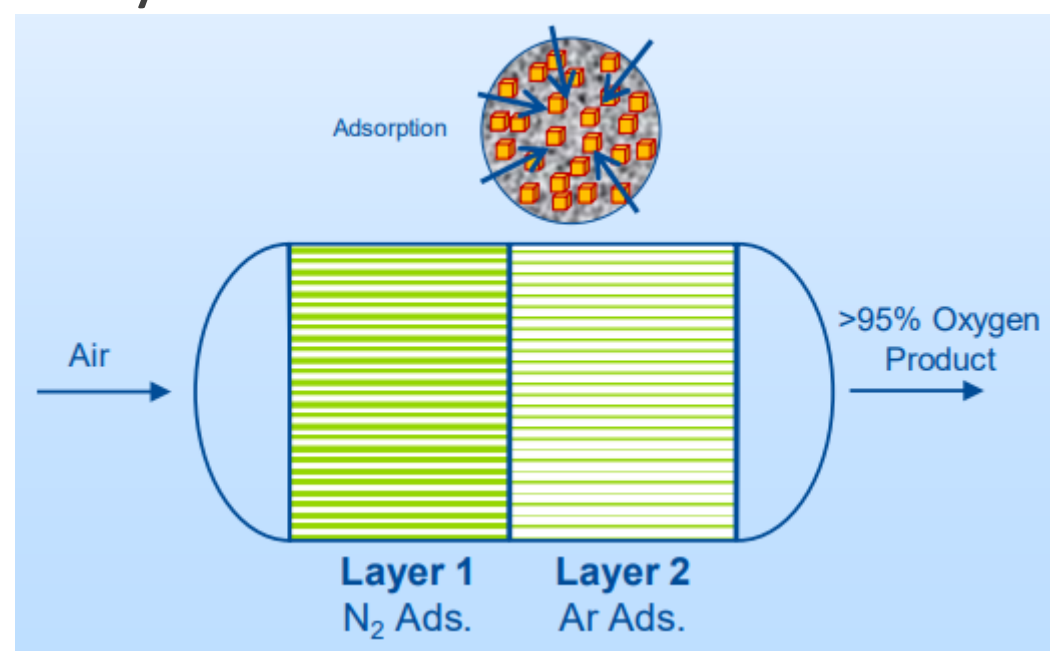 Adsorption
Air
>95% Oxygen
Product
Layer 1
N₂ Ads.
Layer 2
Ar Ads.